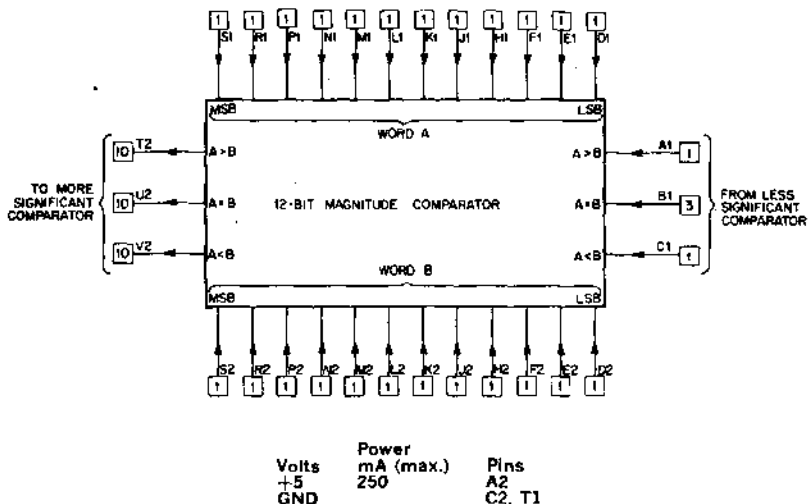 1 1 1 1 1 1 1 1 1 1 1 1
S1 R1 P1 N1 M1 L1 K1 J1 H1 F1 E1 D1
MSB LSB
WORD A
10 T2 A>B A>B A1 1
TO MORE
SIGNIFICANT
COMPARATOR
10 U2 A=B 12-BIT MAGNITUDE COMPARATOR A=B B1 3
FROM LESS
SIGNIFICANT
COMPARATOR
10 V2 A<B A<B C1 1
WORD B
MSB LSB
S2 R2 P2 N2 M2 L2 K2 J2 H2 F2 E2 D2
1 1 1 1 1 1 1 1 1 1 1 1
Power
Volts mA (max.) Pins
+5 250 A2
GND C2, T1